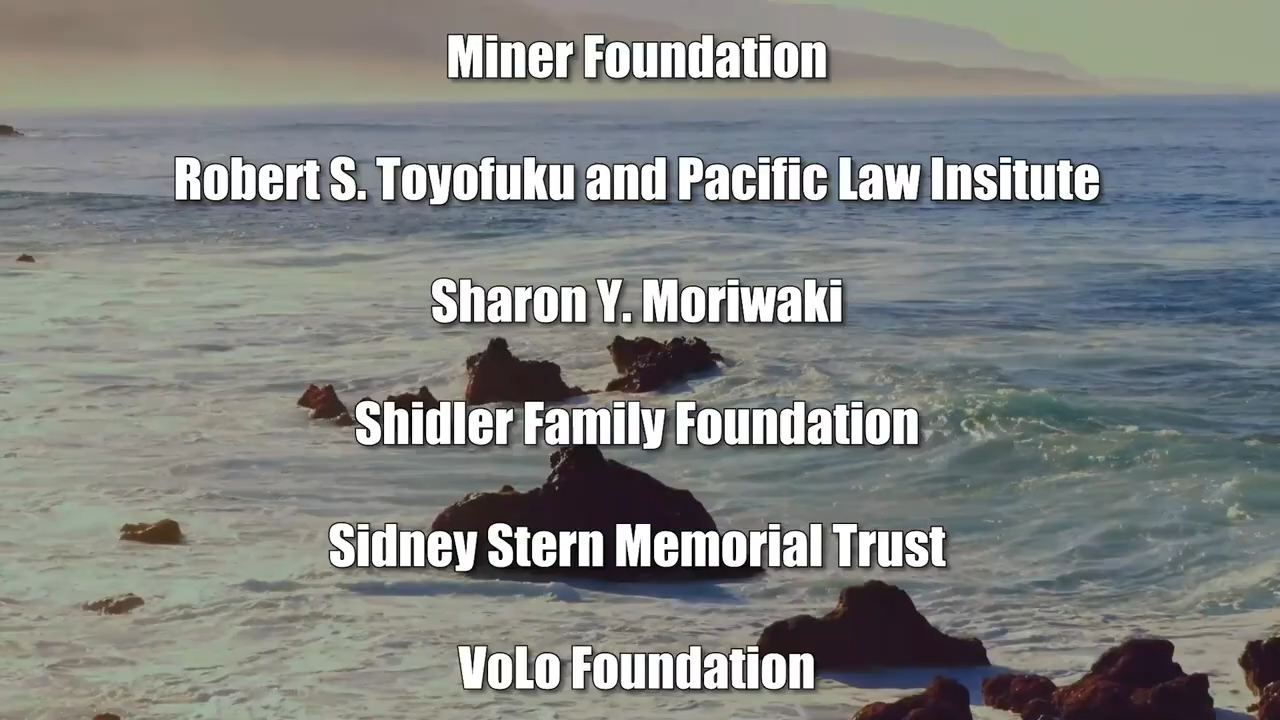 Miner Foundation
Robert S. Toyofuku and Pacific Law Insitute
Sharon Y. Moriwaki
Shidler Family Foundation
Sidney Stern Memorial Trust
VoLo Foundation